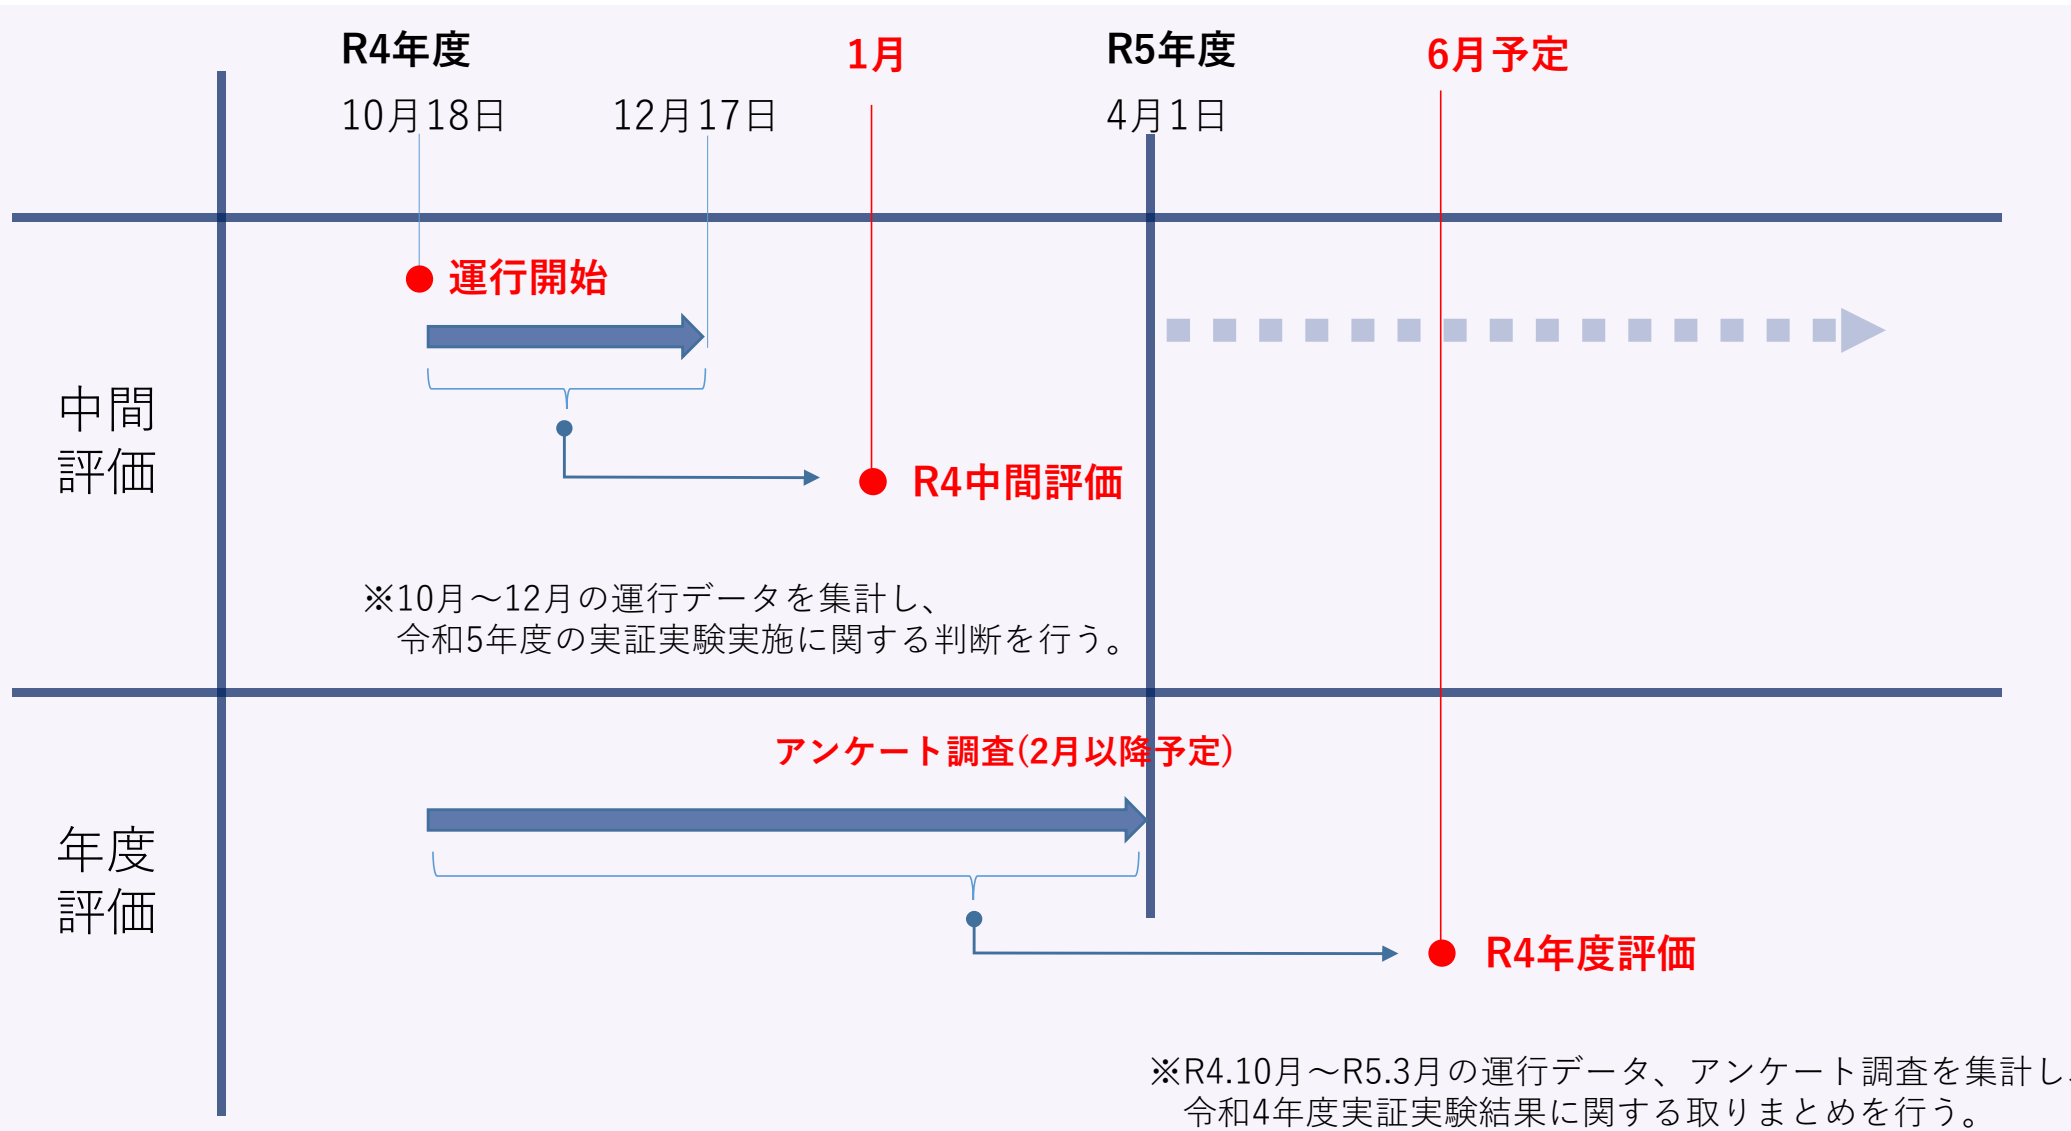 R4年度
1月
R5年度
6月予定
10月18日
12月17日
4月1日
運行開始
中間
評価
R4中間評価
※10月～12月の運行データを集計し、
令和5年度の実証実験実施に関する判断を行う。
アンケート調査(2月以降予定)
年度
評価
R4年度評価
※R4.10月～R5.3月の運行データ、アンケート調査を集計し、
令和4年度実証実験結果に関する取りまとめを行う。